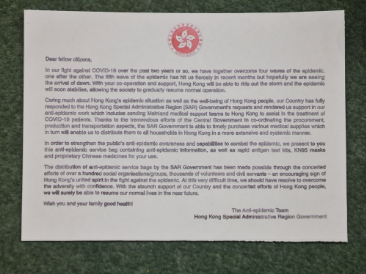 Dear fellow citizens,
In our fight against COVID-19 over the past two years or so, we have together overcome four waves of the epidemic,
one after the other. The fifth wave of the epidemic has hit us fiercely in recent months but hopefully we are seeing
the arrival of dawn. With your co-operation and support, Hong Kong will be able to rid out the storm and the epidemic
will soon stabilise, allowing the society to gradually resume normal operation.
Caring much about Hong Kong's epidemic situation as well as the well-being of Hong Kong people, our Country has fully
responded to the Hong Kong Special Administrative Region (SAR) Government's requests and rendered us support in our
anti-epidemic work which includes sending Mainland medical support teams to Hong Kong to assist in the treatment of
COVID-19 patients. Thanks to the tremendous efforts of the Central Government in co-ordinating the procurement,
production and transportation aspects, the SAR Government is able to timely purchase various medical supplies which
in turn will enable us to distribute them to all households in Hong Kong in a more extensive and systemic manner.
In order to strengthen the public's anti-epidemic awareness and capabilities to combat the epidemic, we present to you
this anti-epidemic service bag containing anti-epidemic information, as well as rapid antigen test kits, KN95 masks
and proprietary Chinese medicines for your use.
The distribution of anti-epidemic service bags by the SAR Government has been made possible through the concerted
efforts of over a hundred social organisations/groups, thousands of volunteers and civil servants – an encouraging sign of
Hong Kong's united spirit in the fight against the epidemic. At this very difficult time, we should have resolve to overcome
the adversity with confidence. With the staunch support of our Country and the concerted efforts of Hong Kong people,
we will surely be able to resume our normal lives in the near future.
Wish you and your family good health!
The Anti-epidemic Team
Hong Kong Special Administrative Region Government